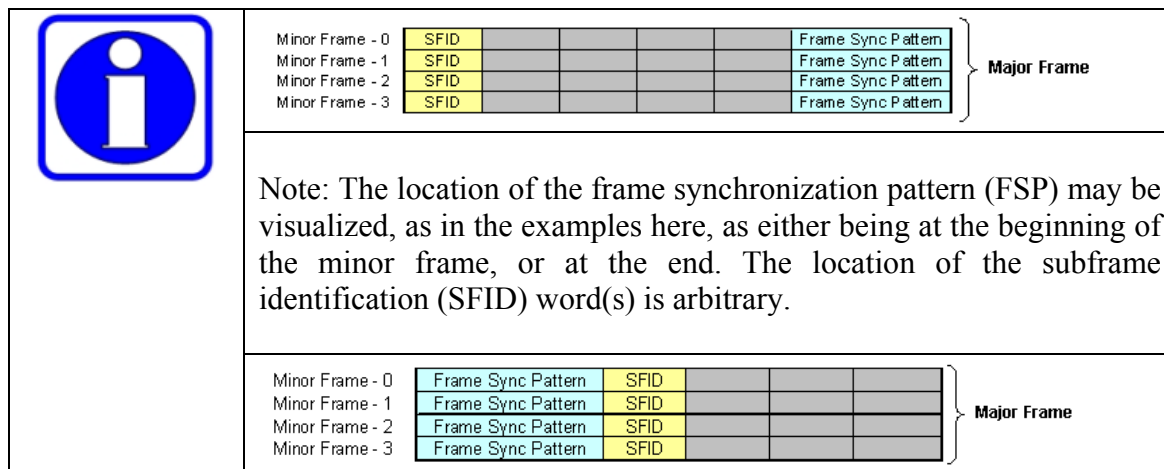 Minor Frame - 0 SFID Frame Sync Pattern
Minor Frame - 1 SFID Frame Sync Pattern
Minor Frame - 2 SFID Frame Sync Pattern
Minor Frame - 3 SFID Frame Sync Pattern
Major Frame
Note: The location of the frame synchronization pattern (FSP) may be
visualized, as in the examples here, as either being at the beginning of
the minor frame, or at the end. The location of the subframe
identification (SFID) word(s) is arbitrary.
Minor Frame - 0 Frame Sync Pattern SFID
Minor Frame - 1 Frame Sync Pattern SFID
Minor Frame - 2 Frame Sync Pattern SFID
Minor Frame - 3 Frame Sync Pattern SFID
Major Frame